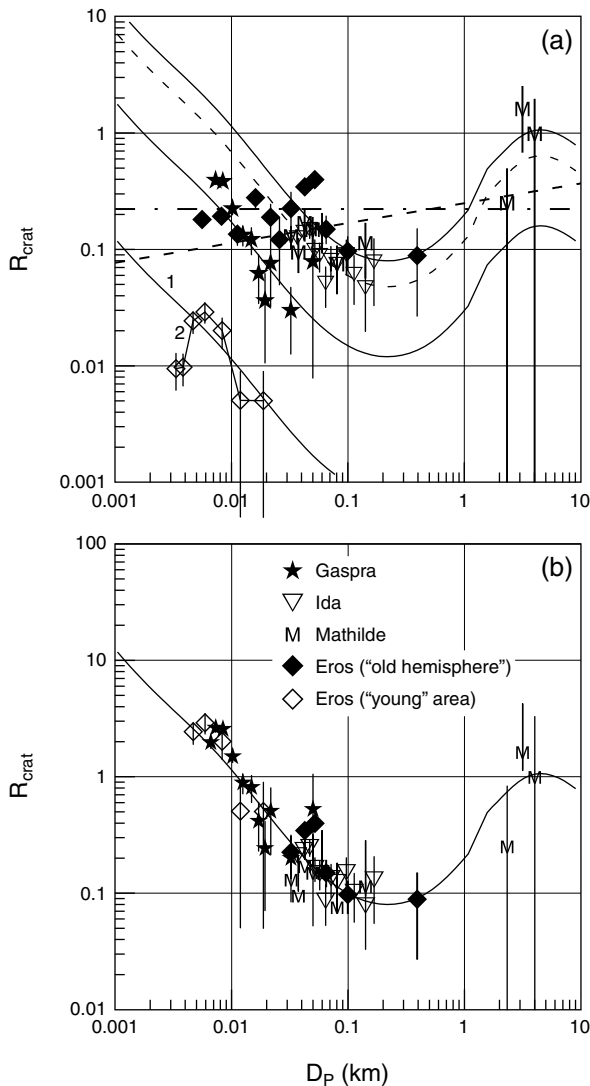 10
(a)
1
0.1
0.01
0.001
R_crat
1
2
M
M
M
M
M
M
M
0.001
0.01
0.1
1
10
100
(b)
10
1
0.1
0.01
R_crat
Gaspra
Ida
M Mathilde
Eros ("old hemisphere")
Eros ("young" area)
M
M
M
M
M
M
M
M
0.001
0.01
0.1
1
10
D_P (km)